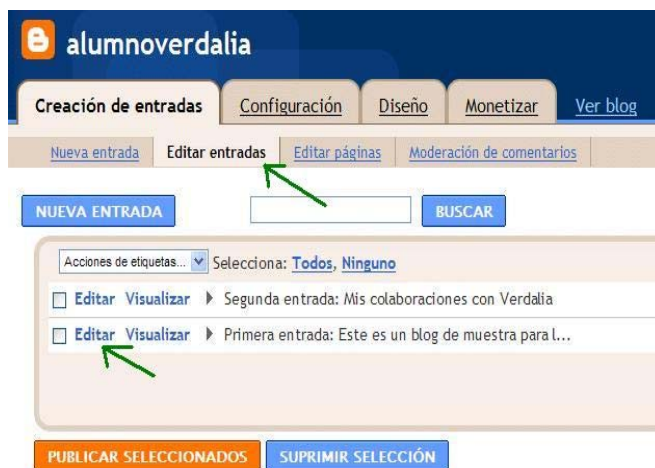 alumnoverdalia
Creación de entradas Configuración Diseño Monetizar Ver blog
Nueva entrada Editar entradas Editar páginas Moderación de comentarios
NUEVA ENTRADA BUSCAR
Acciones de etiquetas... Selecciona: Todos, Ninguno
Editar Visualizar Segunda entrada: Mis colaboraciones con Verdalia
Editar Visualizar Primera entrada: Este es un blog de muestra para l...
PUBLICAR SELECCIONADOS SUPRIMIR SELECCIÓN